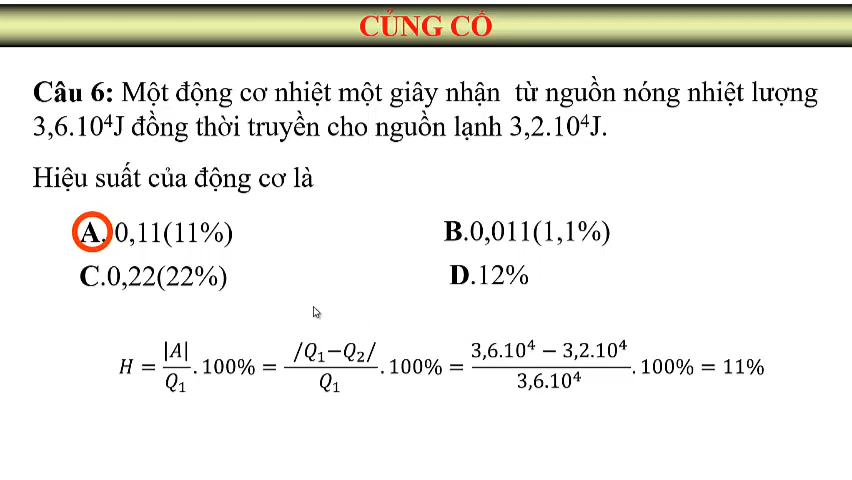 CỦNG CỐ
Câu 6: Một động cơ nhiệt một giây nhận từ nguồn nóng nhiệt lượng
3,6.10⁴J đồng thời truyền cho nguồn lạnh 3,2.10⁴J.
Hiệu suất của động cơ là
A. 0,11(11%) B.0,011(1,1%)
C.0,22(22%) D.12%
H = |A|/Q₁ . 100% = /Q₁−Q₂//Q₁ . 100% = (3,6.10⁴ − 3,2.10⁴)/3,6.10⁴ . 100% = 11%